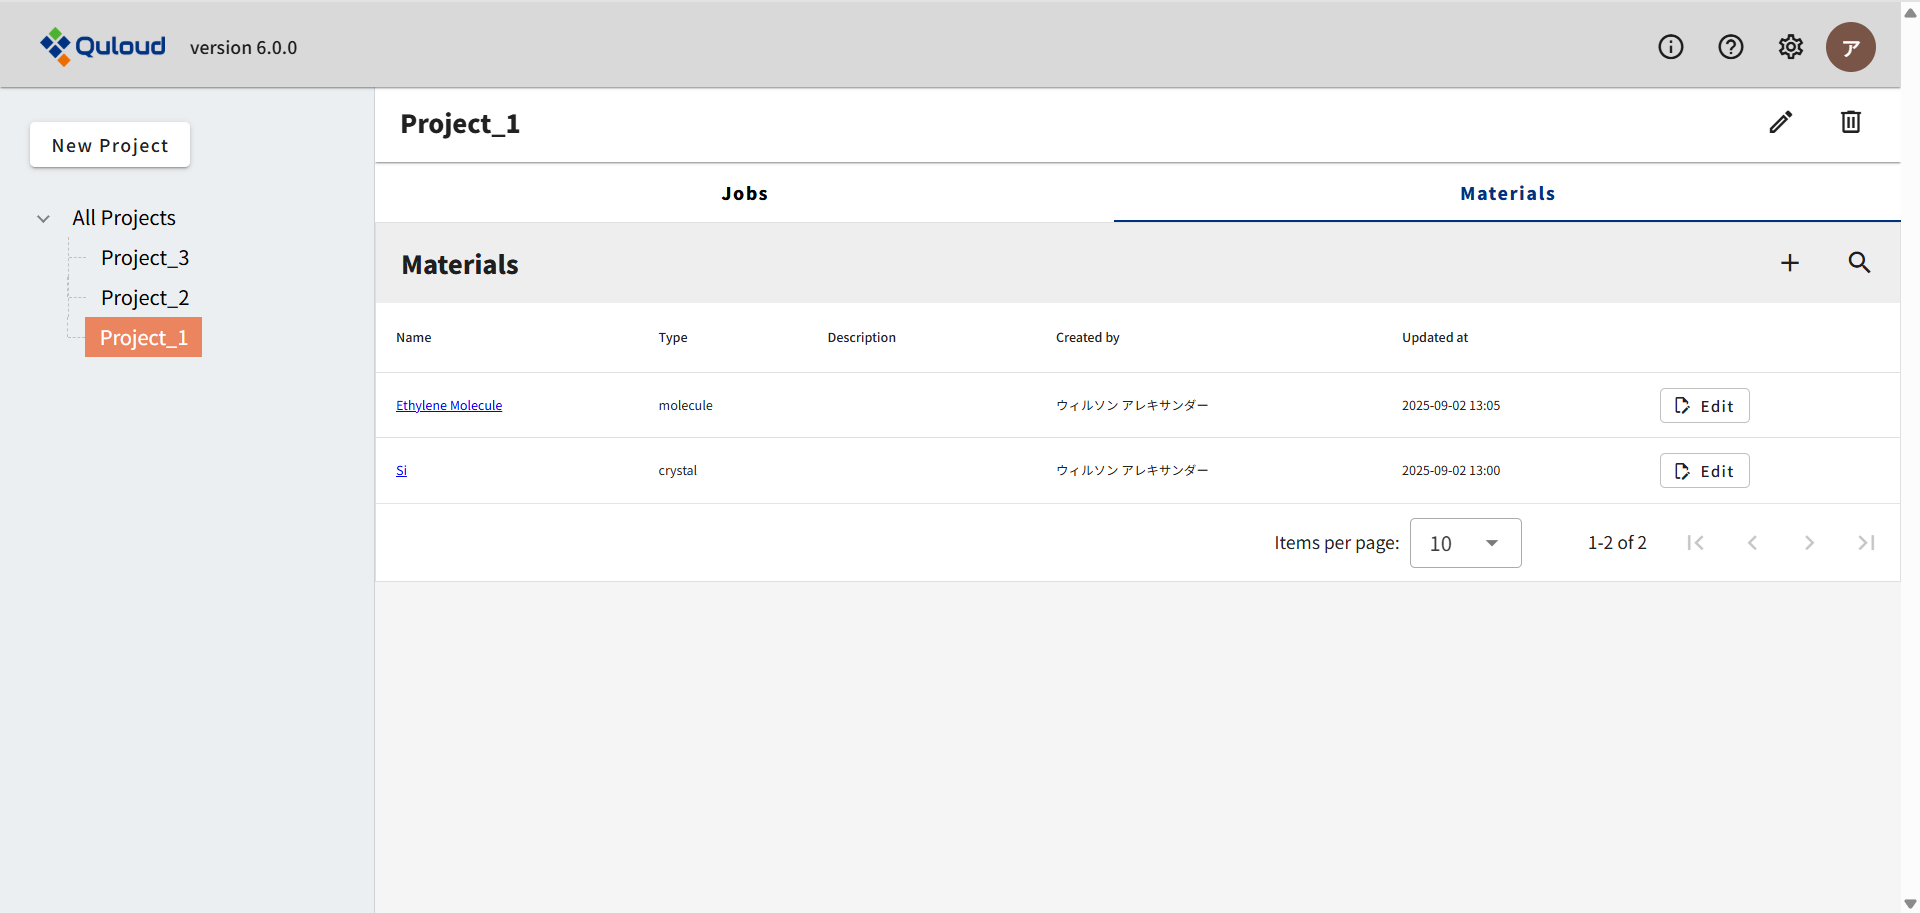 Quloud version 6.0.0
ア
New Project
All Projects
Project_3
Project_2
Project_1
Project_1
Jobs Materials
Materials
Name Type Description Created by Updated at
Ethylene Molecule molecule ウィルソン アレキサンダー 2025-09-02 13:05 Edit
Si crystal ウィルソン アレキサンダー 2025-09-02 13:00 Edit
Items per page: 10 1-2 of 2